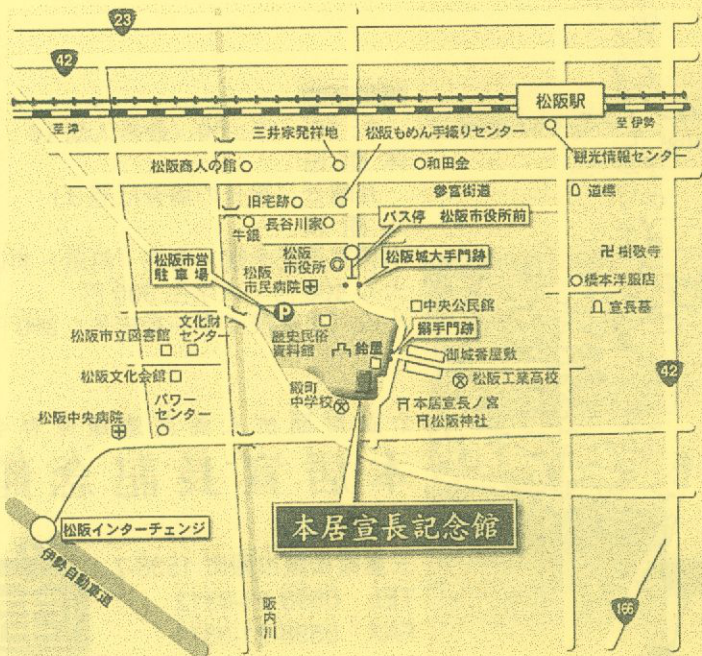 23
42
松阪駅
至津
至伊勢
三井家発祥地
松阪もめん手織りセンター
観光情報センター
松阪商人の館
和田金
参宮街道
道標
旧宅跡
牛銀
長谷川家
バス停 松阪市役所前
松阪
市役所
松阪城大手門跡
樹敬寺
松阪市営
駐車場
松阪
市民病院
橋本洋服店
宣長墓
P
中央公民館
搦手門跡
松阪市立図書館
文化財
センター
歴史民俗
資料館
鈴屋
御城番屋敷
42
松阪文化会館
殿町
中学校
松阪工業高校
松阪中央病院
パワー
センター
本居宣長ノ宮
松阪神社
本居宣長記念館
松阪インターチェンジ
伊勢自動車道
阪内川
166